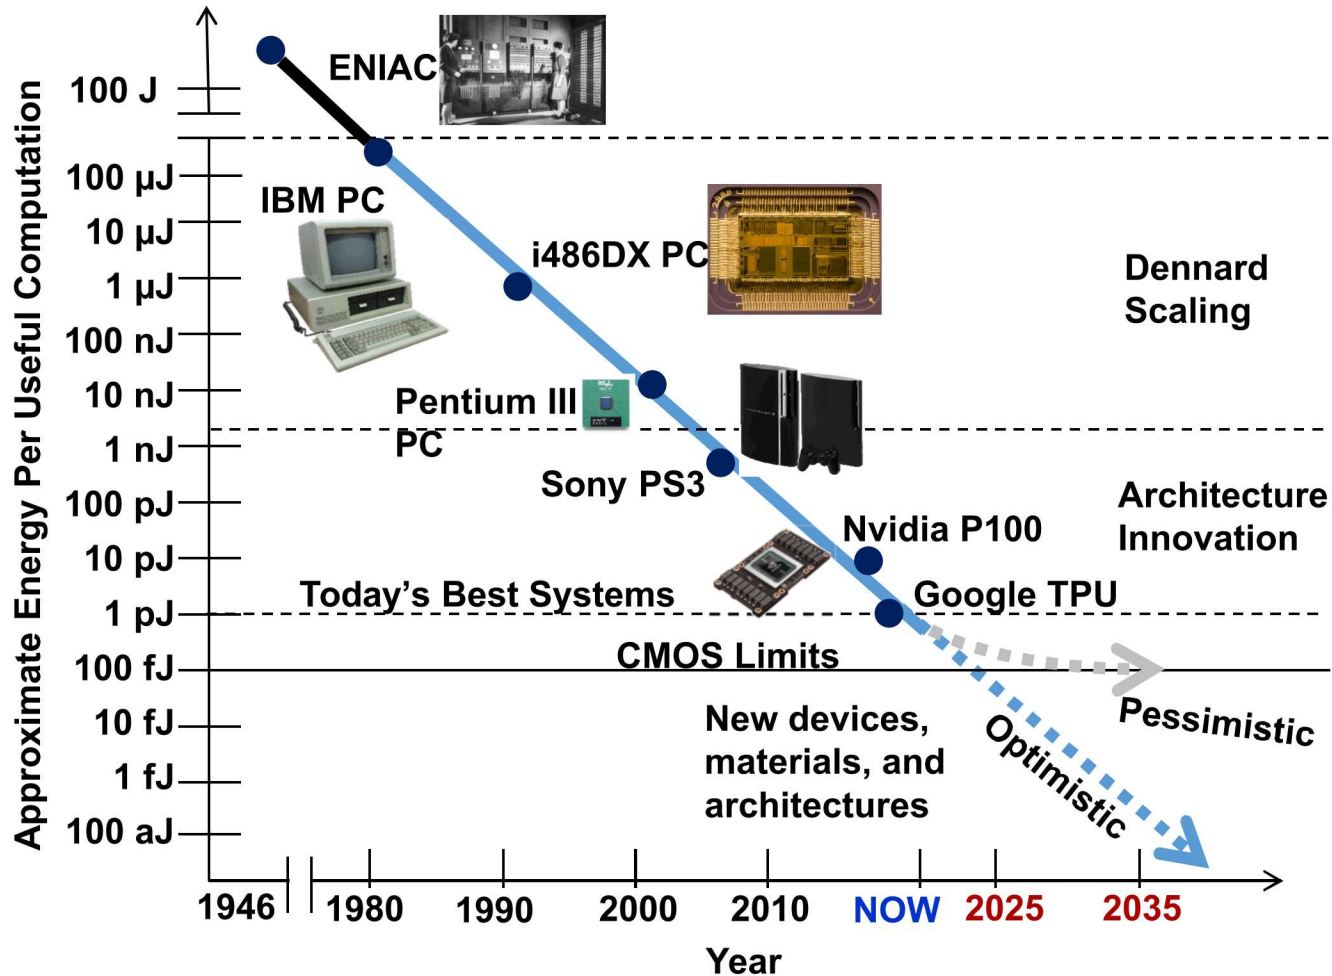 Approximate Energy Per Useful Computation
100 J
100 µJ
10 µJ
1 µJ
100 nJ
10 nJ
1 nJ
100 pJ
10 pJ
1 pJ
100 fJ
10 fJ
1 fJ
100 aJ
ENIAC
IBM PC
i486DX PC
Dennard
Scaling
Pentium III
PC
Sony PS3
Architecture
Innovation
Nvidia P100
Today’s Best Systems
Google TPU
CMOS Limits
New devices,
materials, and
architectures
Optimistic
Pessimistic
1946
1980
1990
2000
2010
NOW
2025
2035
Year